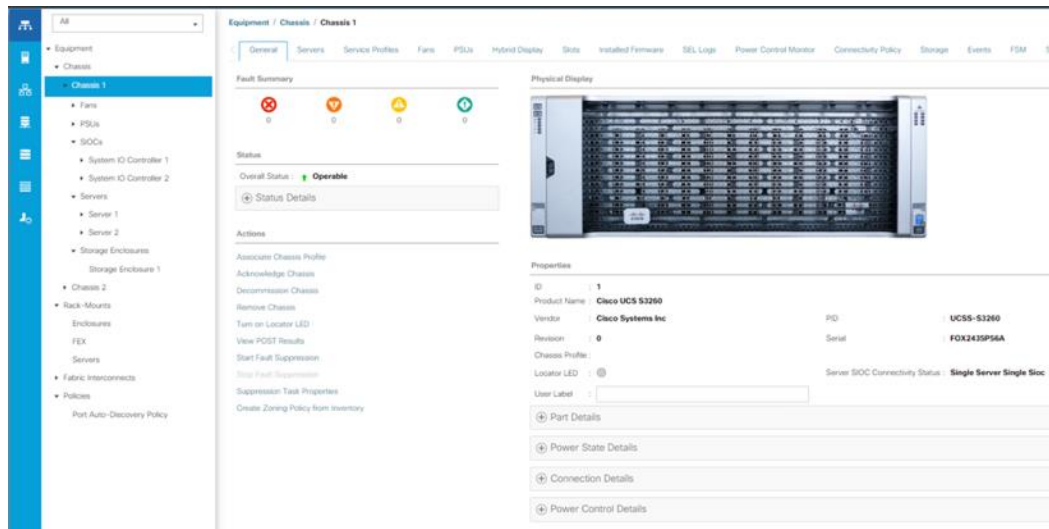 All
Equipment
Chassis
Chassis 1
Fans
PSUs
SIOCs
System IO Controller 1
System IO Controller 2
Servers
Server 1
Server 2
Storage Enclosures
Storage Enclosure 1
Chassis 2
Rack-Mounts
Enclosures
FEX
Servers
Fabric Interconnects
Policies
Port Auto-Discovery Policy
Equipment / Chassis / Chassis 1
General Servers Service Profiles Fans PSUs Hybrid Display Slots Installed Firmware SEL Logs Power Control Monitor Connectivity Policy Storage Events FSM
Fault Summary
0 0 0 0
Status
Overall Status : Operable
Status Details
Actions
Associate Chassis Profile
Acknowledge Chassis
Decommission Chassis
Remove Chassis
Turn on Locator LED
View POST Results
Start Fault Suppression
Stop Fault Suppression
Suppression Task Properties
Create Zoning Policy from Inventory
Physical Display
Properties
ID : 1
Product Name : Cisco UCS S3260
Vendor : Cisco Systems Inc PID : UCSS-S3260
Revision : 0 Serial : FOX2435P56A
Chassis Profile :
Locator LED : Server SIOC Connectivity Status : Single Server Single Sioc
User Label :
Part Details
Power State Details
Connection Details
Power Control Details